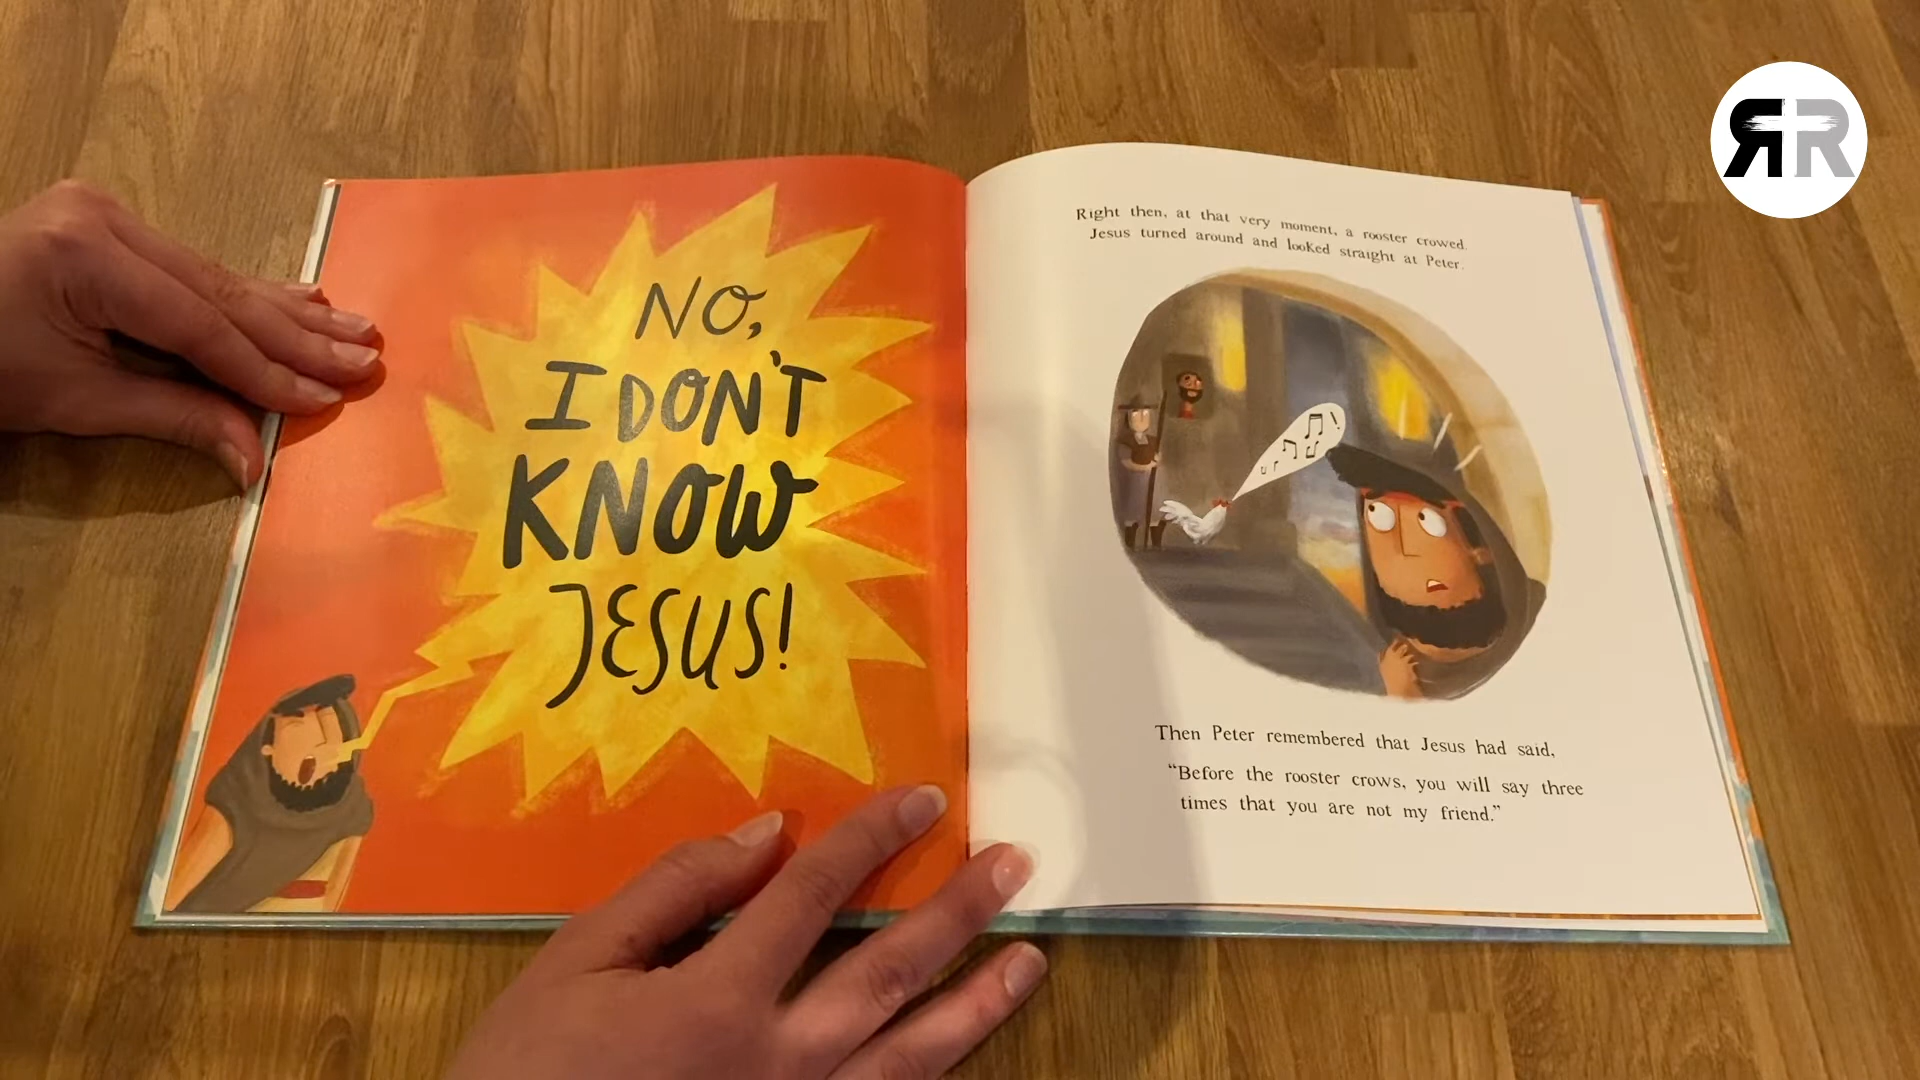 NO,
I DON'T
KNOW
JESUS!
Right then, at that very moment, a rooster crowed.
Jesus turned around and looked straight at Peter.
Then Peter remembered that Jesus had said,
“Before the rooster crows, you will say three
times that you are not my friend.”
RR